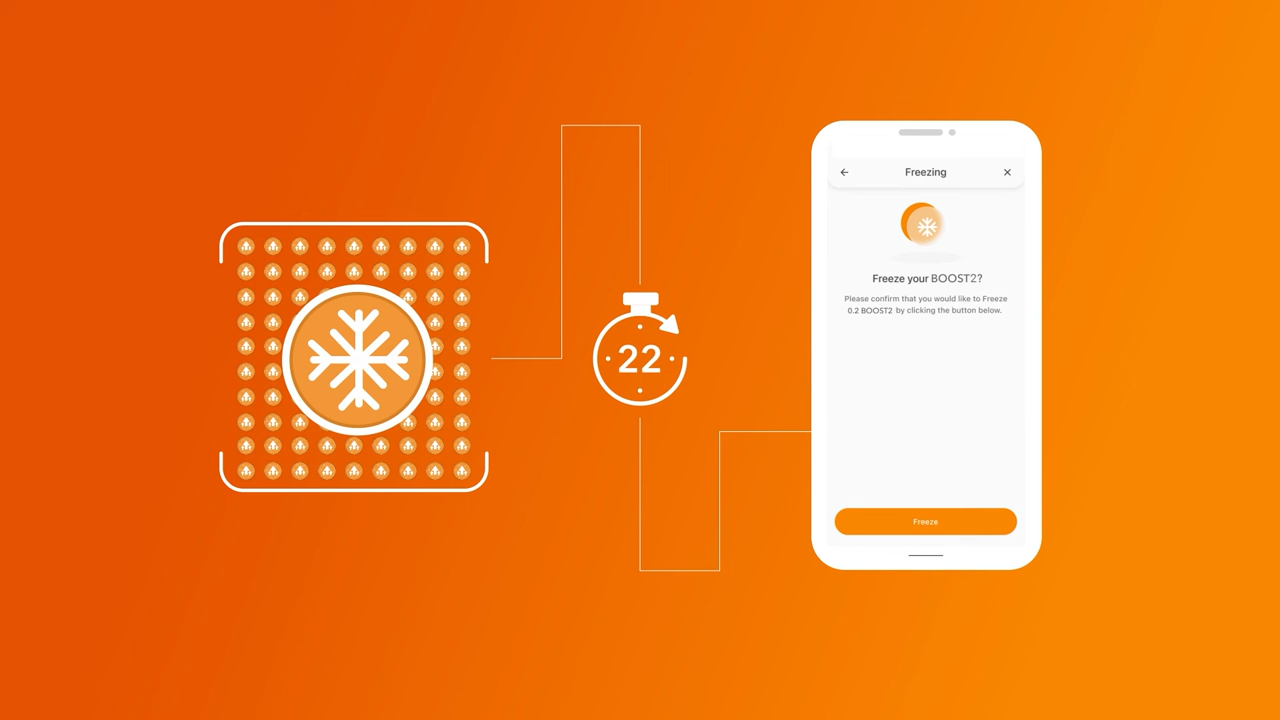 22
Freezing
Freeze your BOOST2?
Please confirm that you would like to Freeze
0.2 BOOST2 by clicking the button below.
Freeze